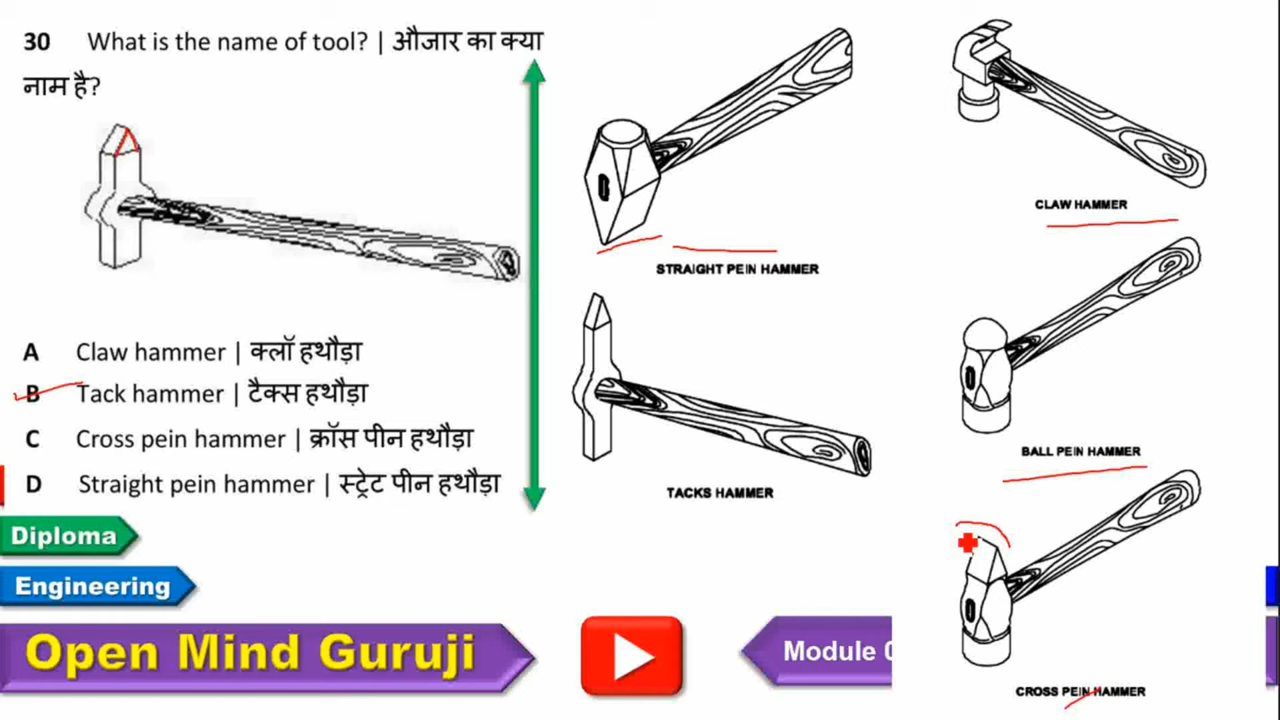 30 What is the name of tool? | औजार का क्या
नाम है?
A Claw hammer | क्लॉ हथौड़ा
B Tack hammer | टैक्स हथौड़ा
C Cross pein hammer | क्रॉस पीन हथौड़ा
D Straight pein hammer | स्ट्रेट पीन हथौड़ा
Diploma
Engineering
Open Mind Guruji
STRAIGHT PEIN HAMMER
TACKS HAMMER
Module
CLAW HAMMER
BALL PEIN HAMMER
CROSS PEIN HAMMER